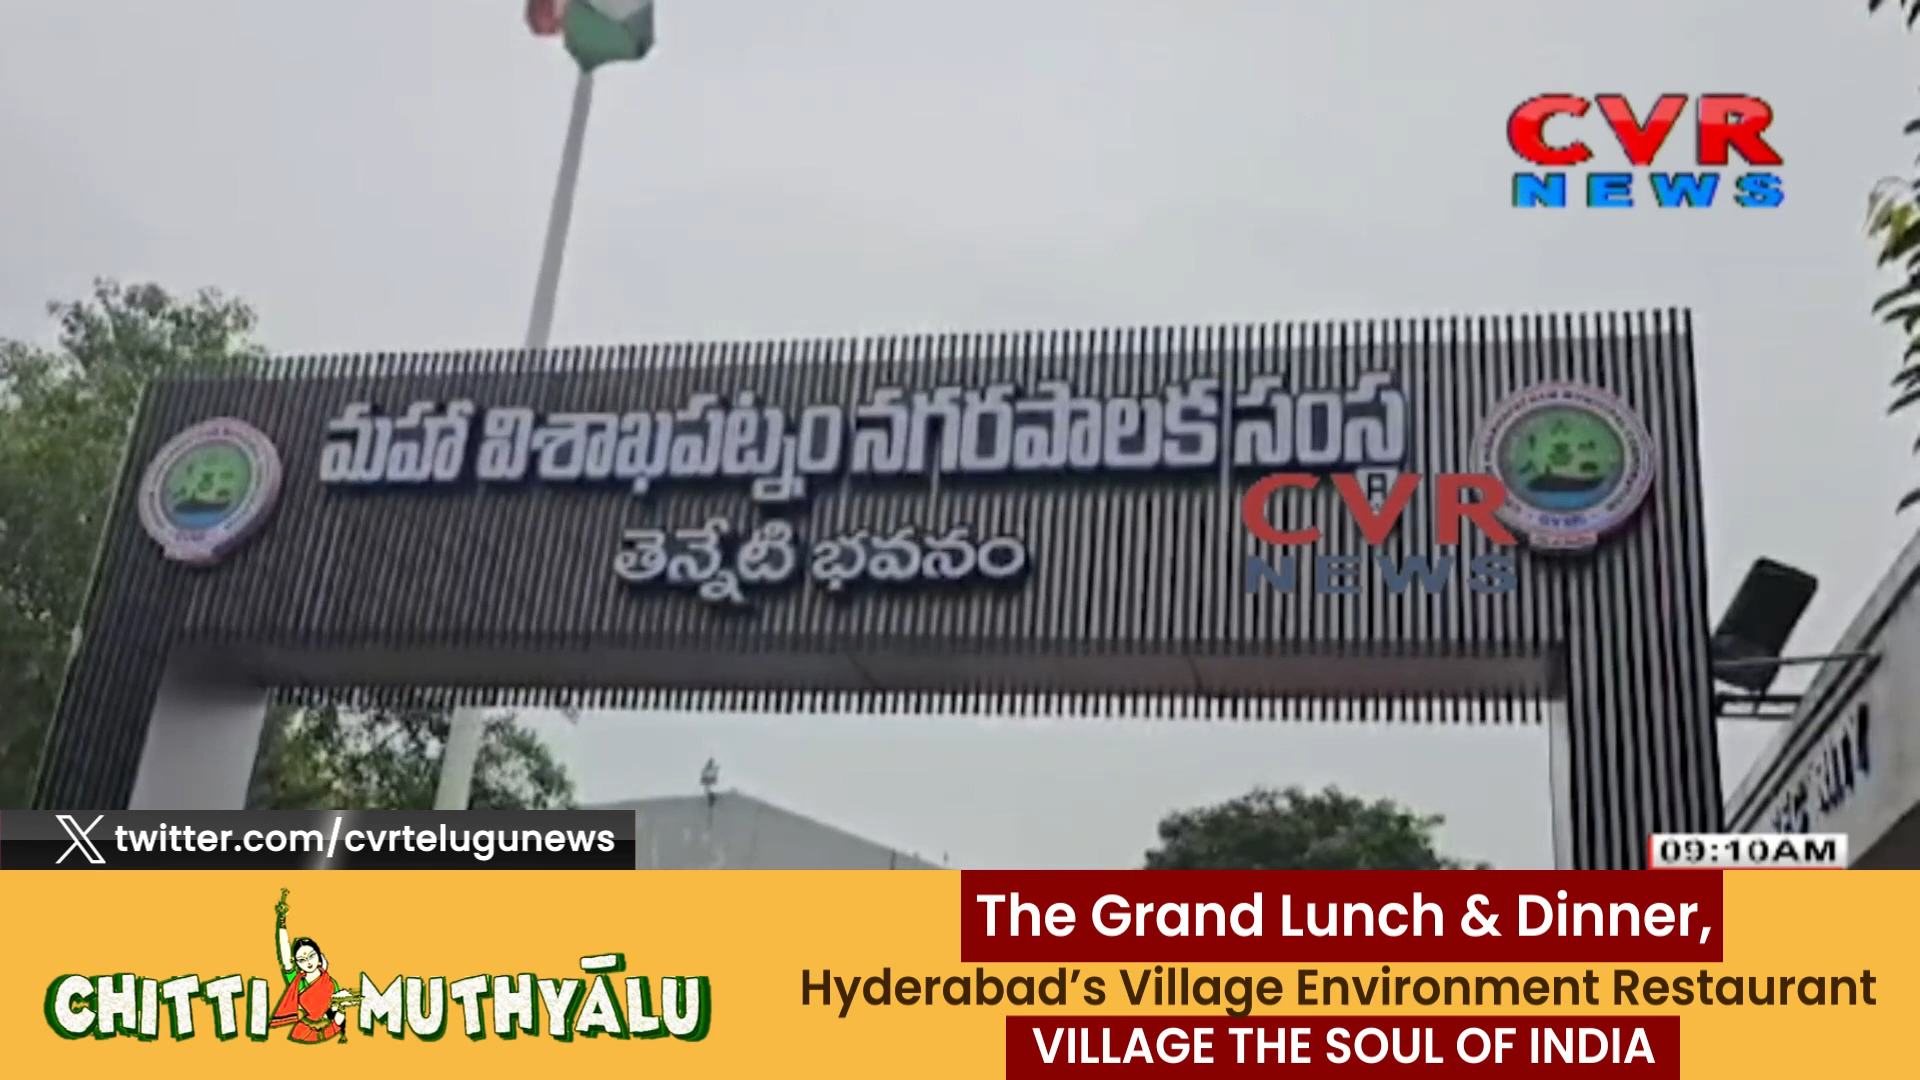 CVR
NEWS
మహా విశాఖపట్నం నగరపాలక సంస్థ
తెన్నేటి భవనం
CVR
NEWS
twitter.com/cvrtelugunews
09:10AM
CHITTI MUTHYĀLU
The Grand Lunch & Dinner,
Hyderabad’s Village Environment Restaurant
VILLAGE THE SOUL OF INDIA